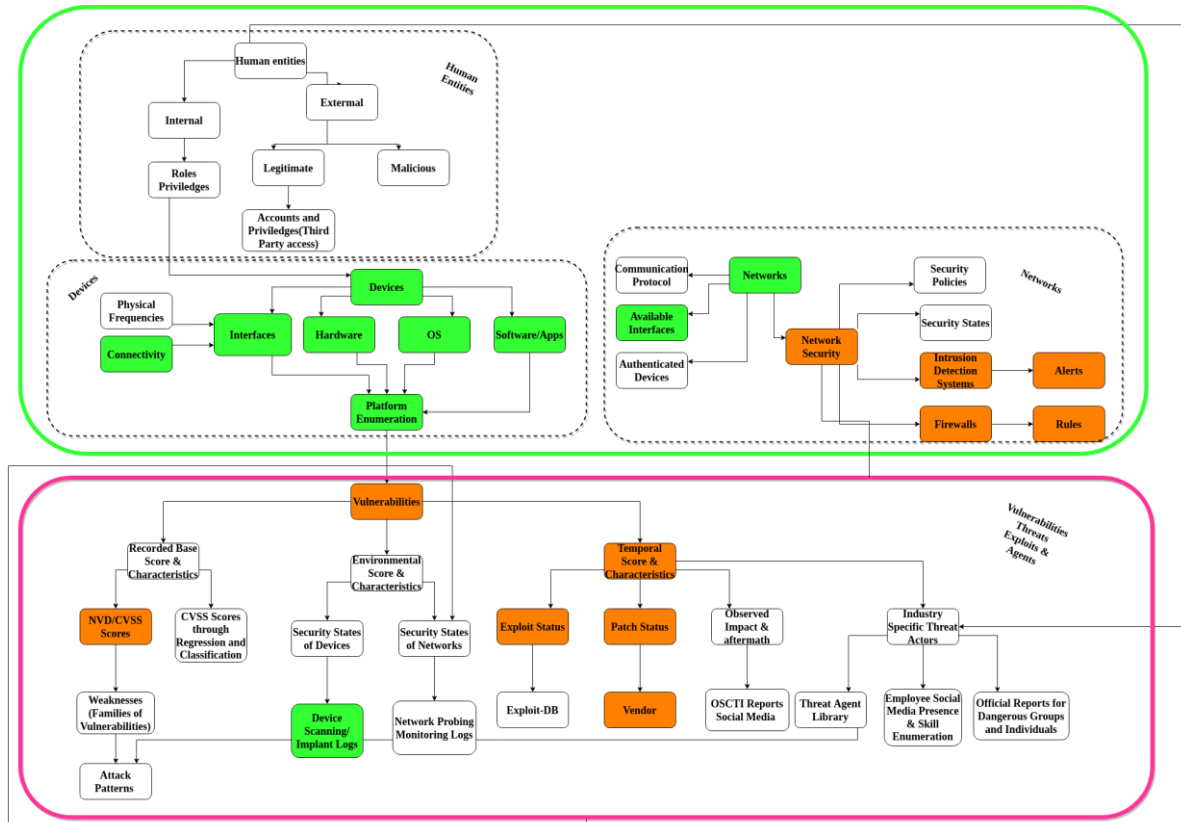 Human entities
Human
Entities
Extermal
Internal
Legitimate
Malicious
Roles
Priviledges
Accounts and
Priviledges(Third
Party access)
Devices
Devices
Physical
Frequencies
Connectivity
Interfaces
Hardware
OS
Software/Apps
Platform
Enumeration
Networks
Communication
Protocol
Networks
Security
Policies
Available
Interfaces
Security States
Network
Security
Authenticated
Devices
Intrusion
Detection
Systems
Alerts
Firewalls
Rules
Vulnerabilities
Vulnerabilities
Threats
Exploits &
Agents
Recorded Base
Score &
Characteristics
Environmental
Score &
Characteristics
Temporal
Score &
Characteristics
NVD/CVSS
Scores
CVSS Scores
through
Regression and
Classification
Security States
of Devices
Security States
of Networks
Exploit Status
Patch Status
Observed
Impact &
aftermath
Industry
Specific Threat
Actors
Weaknesses
(Families of
Vulnerabilities)
Device
Scanning/
Implant Logs
Network Probing
Monitoring Logs
Exploit-DB
Vendor
OSCTI Reports
Social Media
Threat Agent
Library
Employee Social
Media Presence
& Skill
Enumeration
Official Reports for
Dangerous Groups
and Individuals
Attack
Patterns